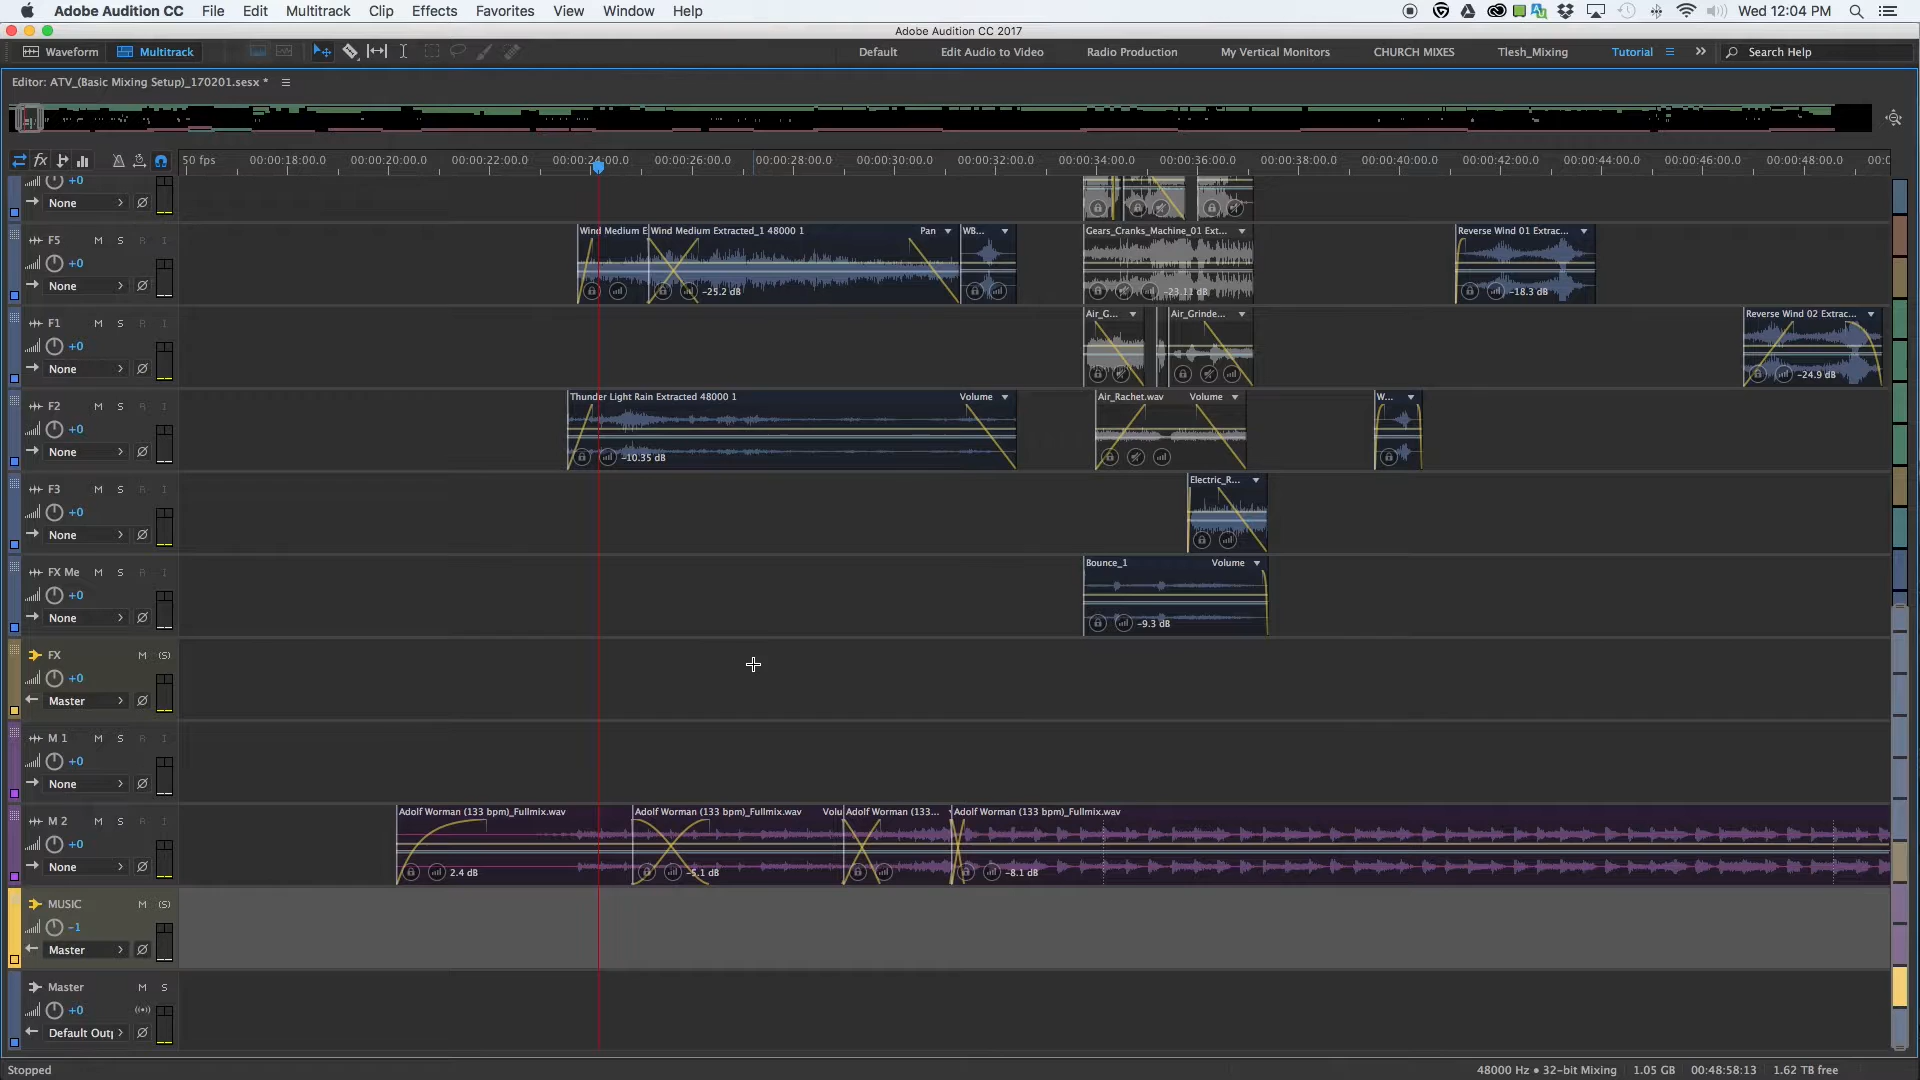 Adobe Audition CC File Edit Multitrack Clip Effects Favorites View Window Help Wed 12:04 PM
Adobe Audition CC 2017
Waveform Multitrack Default Edit Audio to Video Radio Production My Vertical Monitors CHURCH MIXES Tlesh_Mixing Tutorial Search Help
Editor: ATV_(Basic Mixing Setup)_170201.sesx *
50 fps 00:00:18:00.0 00:00:20:00.0 00:00:22:00.0 00:00:24:00.0 00:00:26:00.0 00:00:28:00.0 00:00:30:00.0 00:00:32:00.0 00:00:34:00.0 00:00:36:00.0 00:00:38:00.0 00:00:40:00.0 00:00:42:00.0 00:00:44:00.0 00:00:46:00.0 00:00:48:00.0 00:0
+0
None
F5 M S R I Wind Medium E Wind Medium Extracted_1 48000 1 Pan WB... Gears_Cranks_Machine_01 Ext... Reverse Wind 01 Extrac...
+0
None -25.2 dB -23.11 dB -18.3 dB
F1 M S R I Air_G... Air_Grinde... Reverse Wind 02 Extrac...
+0
None -24.9 dB
F2 M S R I Thunder Light Rain Extracted 48000 1 Volume Air_Rachet.wav Volume W...
+0
None -10.35 dB
F3 M S R I Electric_R...
+0
None
FX Me M S R I Bounce_1 Volume
+0
None -9.3 dB
FX M (S)
+0
Master
M 1 M S R I
+0
None
M 2 M S R I Adolf Worman (133 bpm)_Fullmix.wav Adolf Worman (133 bpm)_Fullmix.wav Volu Adolf Worman (133... Adolf Worman (133 bpm)_Fullmix.wav
+0
None 2.4 dB -5.1 dB -8.1 dB
MUSIC M (S)
-1
Master
Master M S
+0
Default Outp
Stopped 48000 Hz • 32-bit Mixing 1.05 GB 00:48:58:13 1.62 TB free